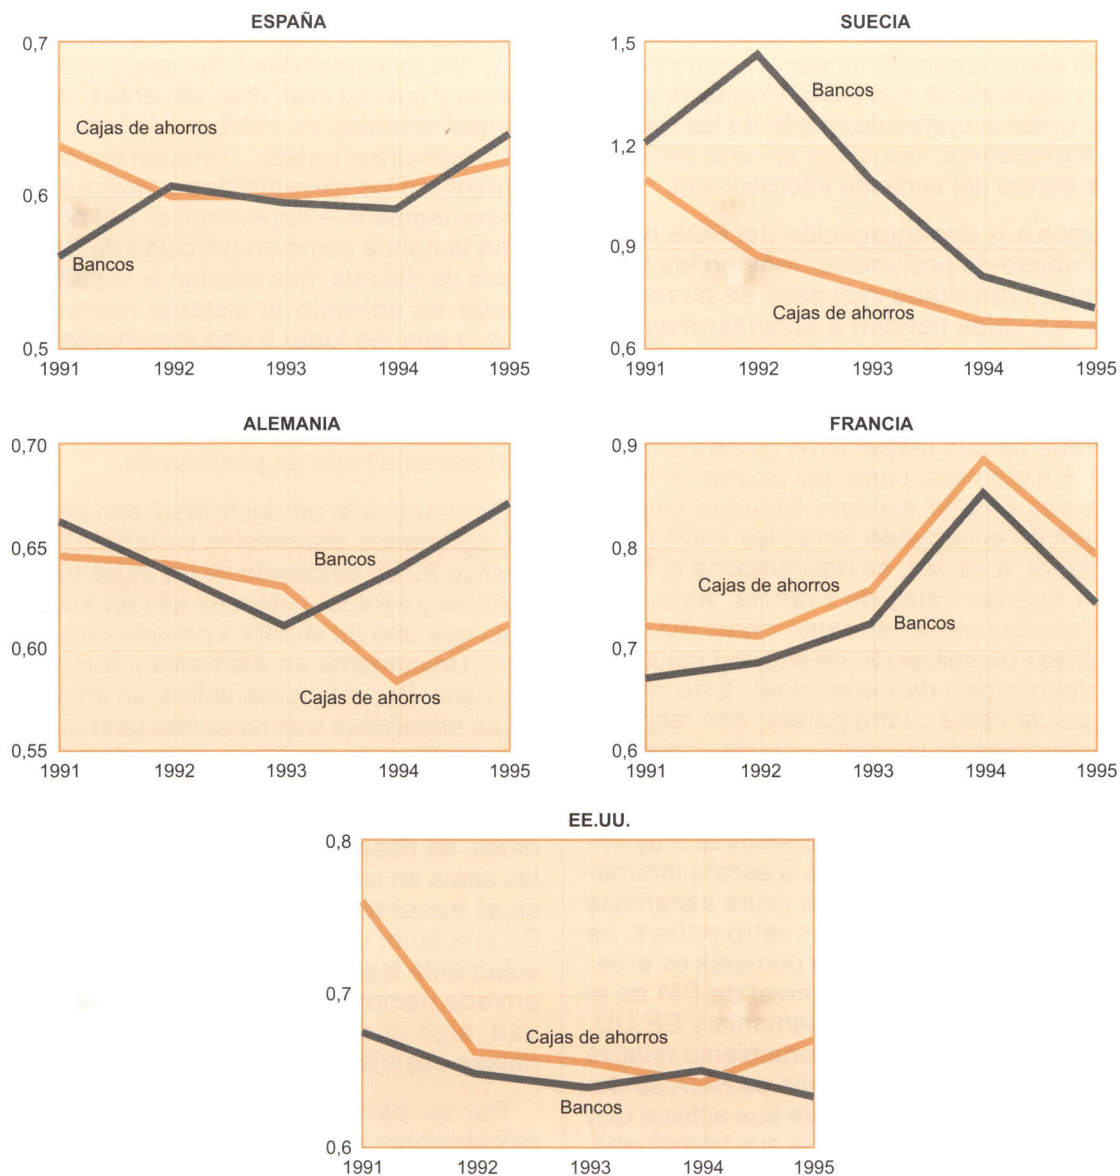 ESPAÑA
0,7
0,6
0,5
Cajas de ahorros
Bancos
1991 1992 1993 1994 1995
SUECIA
1,5
1,2
0,9
0,6
Bancos
Cajas de ahorros
1991 1992 1993 1994 1995
ALEMANIA
0,70
0,65
0,60
0,55
Bancos
Cajas de ahorros
1991 1992 1993 1994 1995
FRANCIA
0,9
0,8
0,7
0,6
Cajas de ahorros
Bancos
1991 1992 1993 1994 1995
EE.UU.
0,8
0,7
0,6
Cajas de ahorros
Bancos
1991 1992 1993 1994 1995